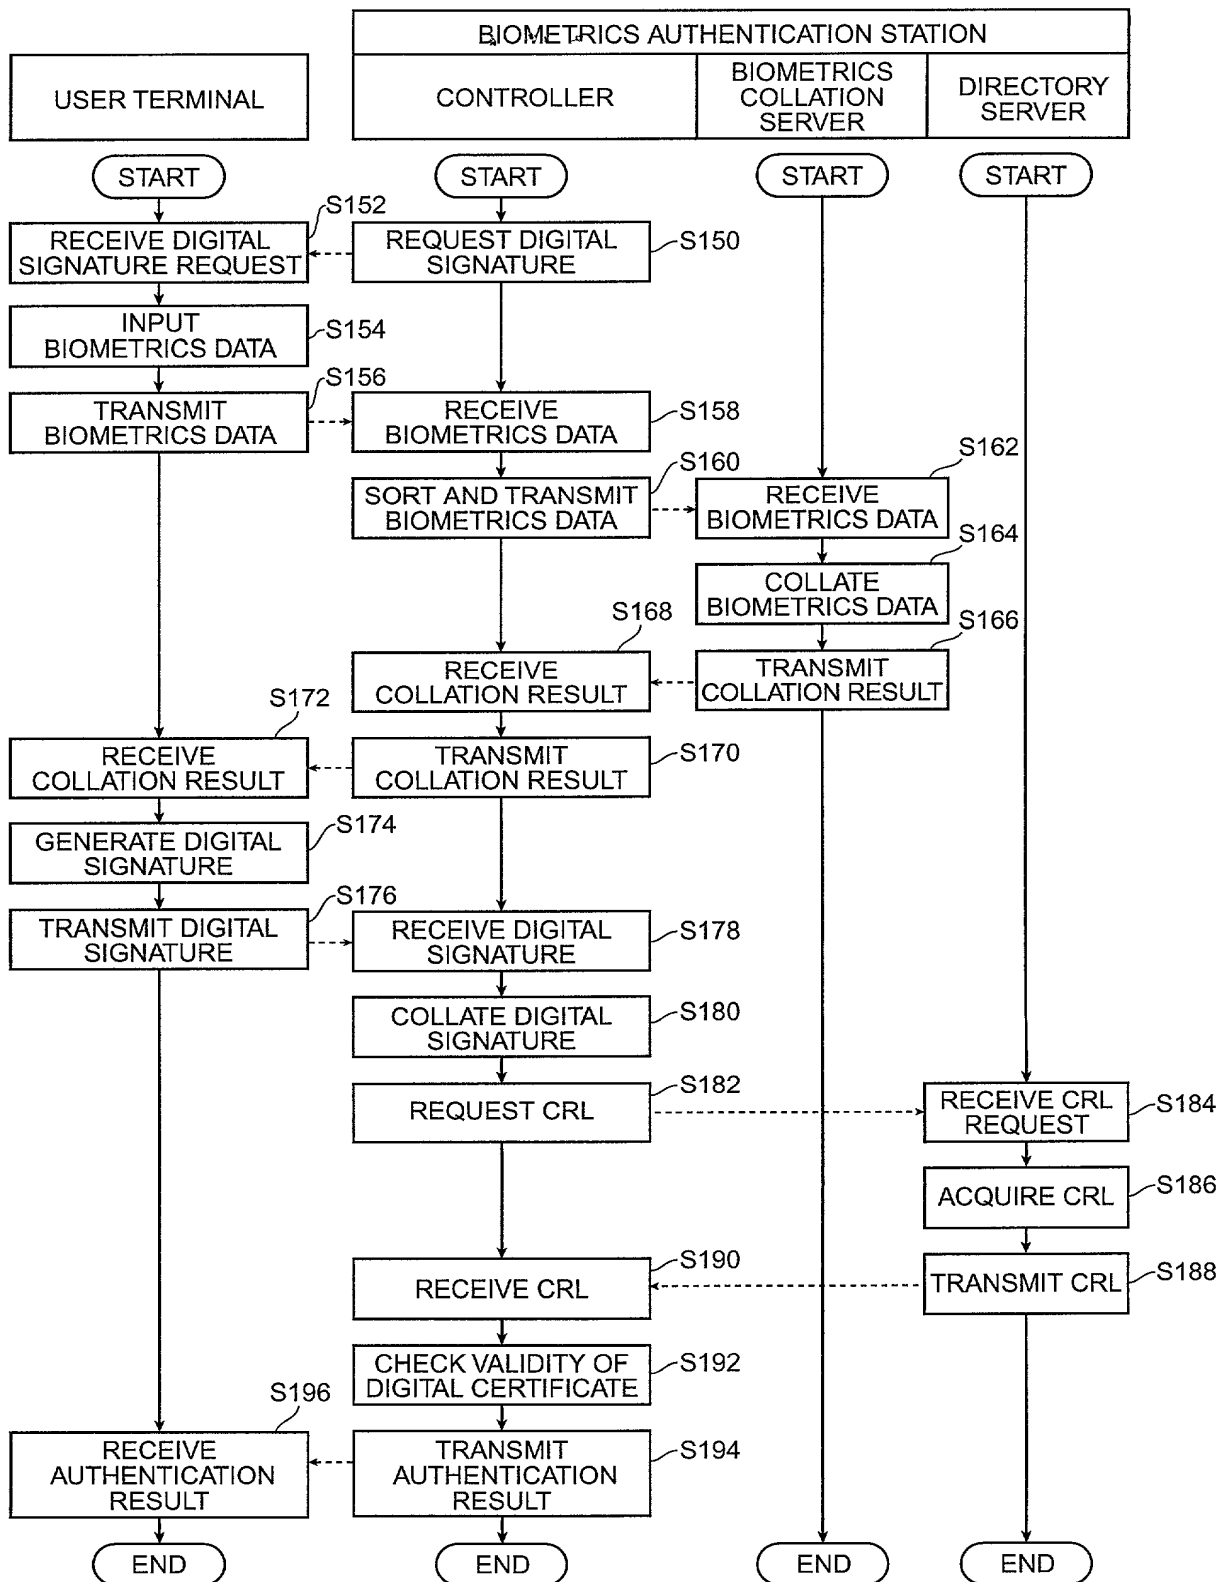 BIOMETRICS AUTHENTICATION STATION
USER TERMINAL
CONTROLLER
BIOMETRICS
COLLATION
SERVER
DIRECTORY
SERVER
START
START
START
START
S152
RECEIVE DIGITAL
SIGNATURE REQUEST
REQUEST DIGITAL
SIGNATURE
S150
INPUT
BIOMETRICS DATA
S154
S156
TRANSMIT
BIOMETRICS DATA
RECEIVE
BIOMETRICS DATA
S158
S160
SORT AND TRANSMIT
BIOMETRICS DATA
S162
RECEIVE
BIOMETRICS DATA
S164
COLLATE
BIOMETRICS DATA
S166
TRANSMIT
COLLATION RESULT
S168
RECEIVE
COLLATION RESULT
S172
RECEIVE
COLLATION RESULT
TRANSMIT
COLLATION RESULT
S170
GENERATE DIGITAL
SIGNATURE
S174
S176
TRANSMIT DIGITAL
SIGNATURE
RECEIVE DIGITAL
SIGNATURE
S178
COLLATE DIGITAL
SIGNATURE
S180
S182
REQUEST CRL
RECEIVE CRL
REQUEST
S184
ACQUIRE CRL
S186
TRANSMIT CRL
S188
S190
RECEIVE CRL
CHECK VALIDITY OF
DIGITAL CERTIFICATE
S192
S196
RECEIVE
AUTHENTICATION
RESULT
TRANSMIT
AUTHENTICATION
RESULT
S194
END
END
END
END